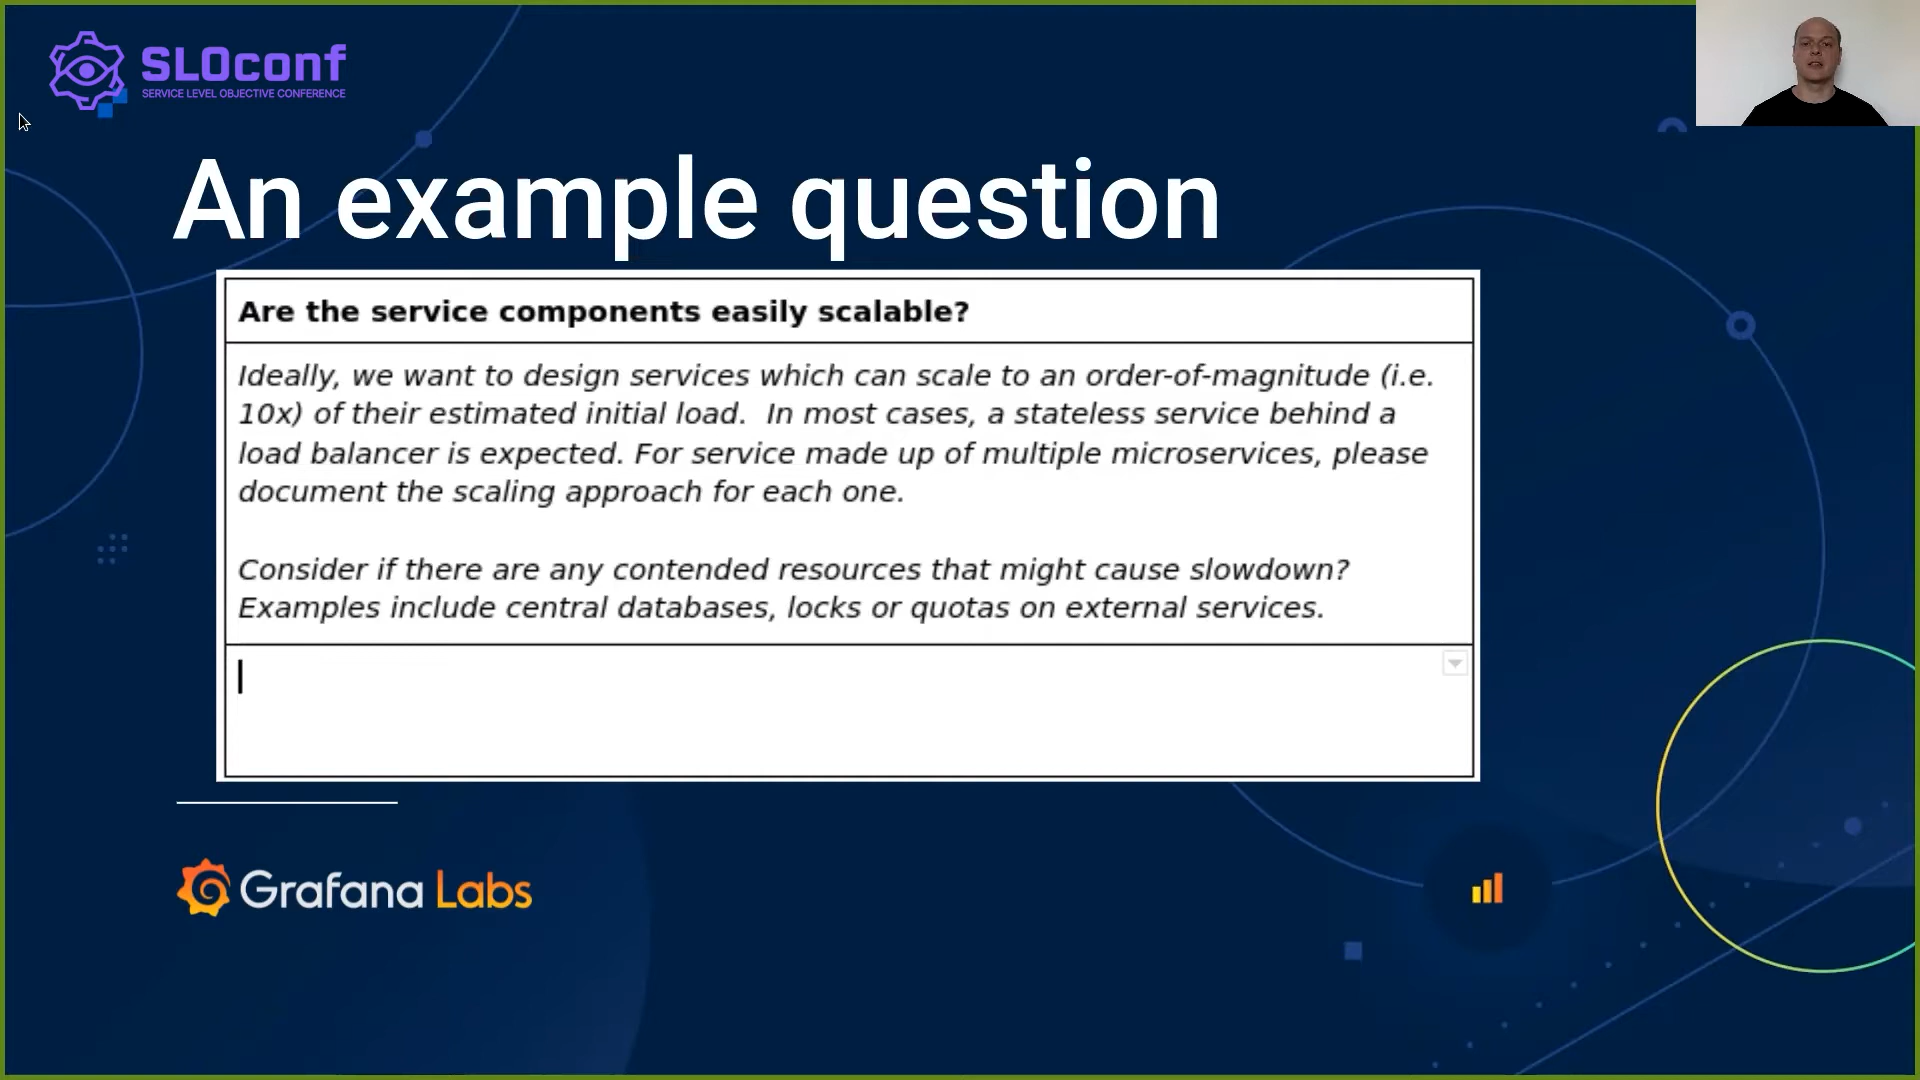 SLOconf
SERVICE LEVEL OBJECTIVE CONFERENCE
An example question
Are the service components easily scalable?
Ideally, we want to design services which can scale to an order-of-magnitude (i.e.
10x) of their estimated initial load.  In most cases, a stateless service behind a
load balancer is expected. For service made up of multiple microservices, please
document the scaling approach for each one.
Consider if there are any contended resources that might cause slowdown?
Examples include central databases, locks or quotas on external services.
Grafana Labs